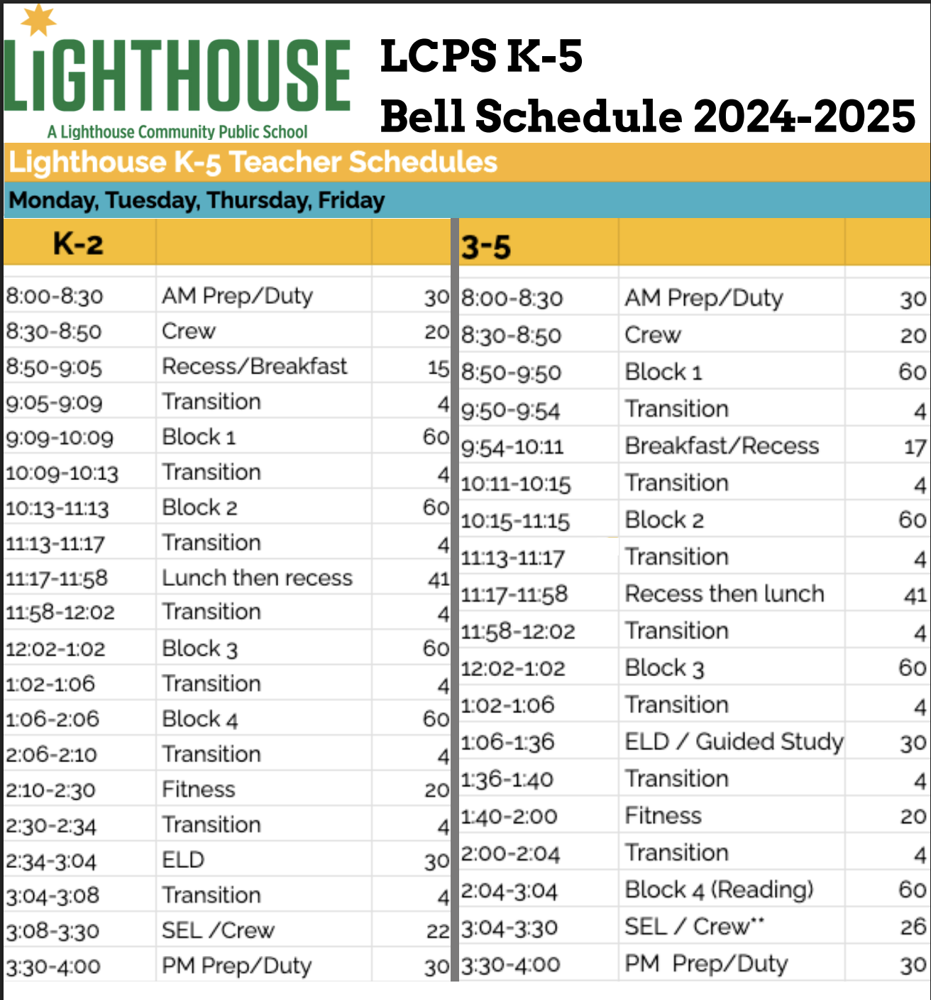 LIGHTHOUSE
A Lighthouse Community Public School
LCPS K-5
Bell Schedule 2024-2025
Lighthouse K-5 Teacher Schedules
Monday, Tuesday, Thursday, Friday
K-2
8:00-8:30 AM Prep/Duty 30
8:30-8:50 Crew 20
8:50-9:05 Recess/Breakfast 15
9:05-9:09 Transition 4
9:09-10:09 Block 1 60
10:09-10:13 Transition 4
10:13-11:13 Block 2 60
11:13-11:17 Transition 4
11:17-11:58 Lunch then recess 41
11:58-12:02 Transition 4
12:02-1:02 Block 3 60
1:02-1:06 Transition 4
1:06-2:06 Block 4 60
2:06-2:10 Transition 4
2:10-2:30 Fitness 20
2:30-2:34 Transition 4
2:34-3:04 ELD 30
3:04-3:08 Transition 4
3:08-3:30 SEL /Crew 22
3:30-4:00 PM Prep/Duty 30
3-5
8:00-8:30 AM Prep/Duty 30
8:30-8:50 Crew 20
8:50-9:50 Block 1 60
9:50-9:54 Transition 4
9:54-10:11 Breakfast/Recess 17
10:11-10:15 Transition 4
10:15-11:15 Block 2 60
11:13-11:17 Transition 4
11:17-11:58 Recess then lunch 41
11:58-12:02 Transition 4
12:02-1:02 Block 3 60
1:02-1:06 Transition 4
1:06-1:36 ELD / Guided Study 30
1:36-1:40 Transition 4
1:40-2:00 Fitness 20
2:00-2:04 Transition 4
2:04-3:04 Block 4 (Reading) 60
3:04-3:30 SEL / Crew** 26
3:30-4:00 PM Prep/Duty 30